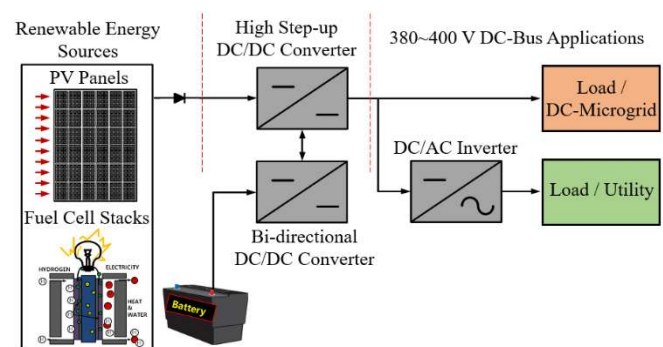 Renewable Energy
Sources
PV Panels
Fuel Cell Stacks
HYDROGEN
ELECTRICITY
HEAT
N
WATER
High Step-up
DC/DC Converter
Bi-directional
DC/DC Converter
Battery
380~400 V DC-Bus Applications
DC/AC Inverter
Load /
DC-Microgrid
Load / Utility